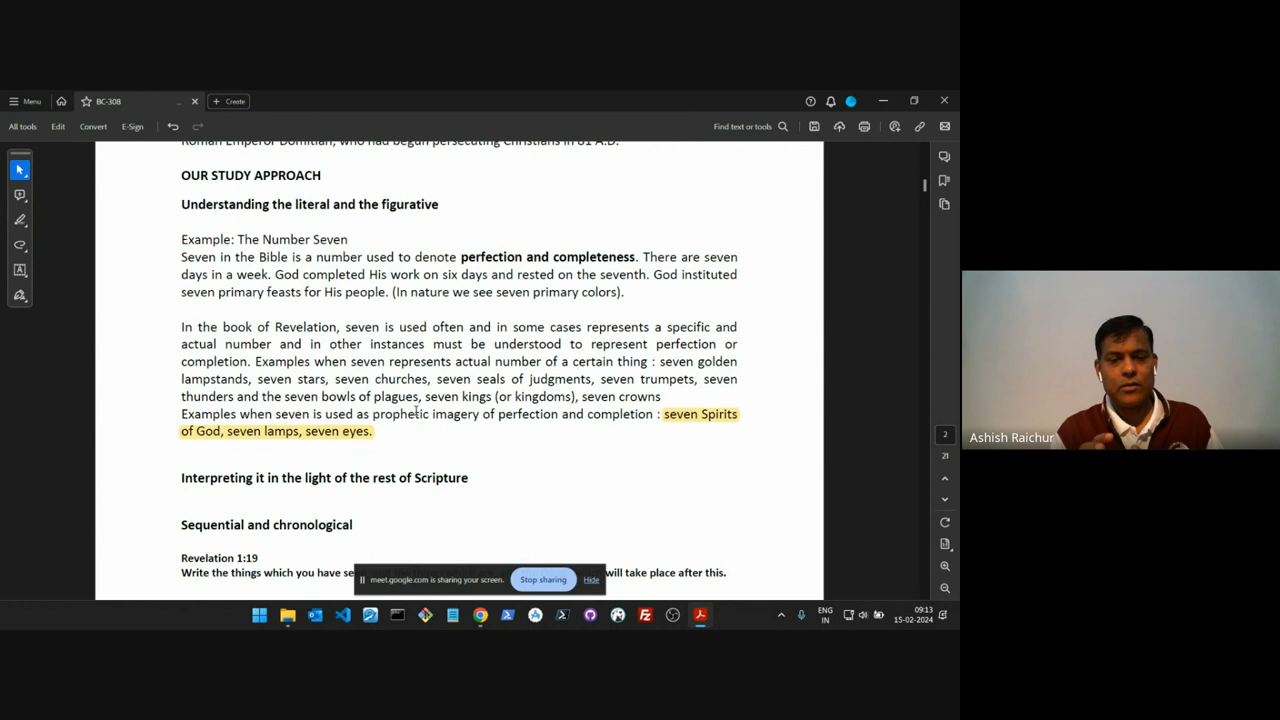 Menu
BC-308
...
Create
All tools
Edit
Convert
E-Sign
Find text or tools
Roman Emperor Domitian, who had begun persecuting Christians in 81 A.D.
OUR STUDY APPROACH
Understanding the literal and the figurative
Example: The Number Seven
Seven in the Bible is a number used to denote perfection and completeness. There are seven
days in a week. God completed His work on six days and rested on the seventh. God instituted
seven primary feasts for His people. (In nature we see seven primary colors).
In the book of Revelation, seven is used often and in some cases represents a specific and
actual number and in other instances must be understood to represent perfection or
completion. Examples when seven represents actual number of a certain thing : seven golden
lampstands, seven stars, seven churches, seven seals of judgments, seven trumpets, seven
thunders and the seven bowls of plagues, seven kings (or kingdoms), seven crowns
Examples when seven is used as prophetic imagery of perfection and completion : seven Spirits
of God, seven lamps, seven eyes.
Interpreting it in the light of the rest of Scripture
Sequential and chronological
Revelation 1:19
Write the things which you have se will take place after this.
meet.google.com is sharing your screen.
Stop sharing
Hide
2
21
Ashish Raichur
ENG
IN
09:13
15-02-2024